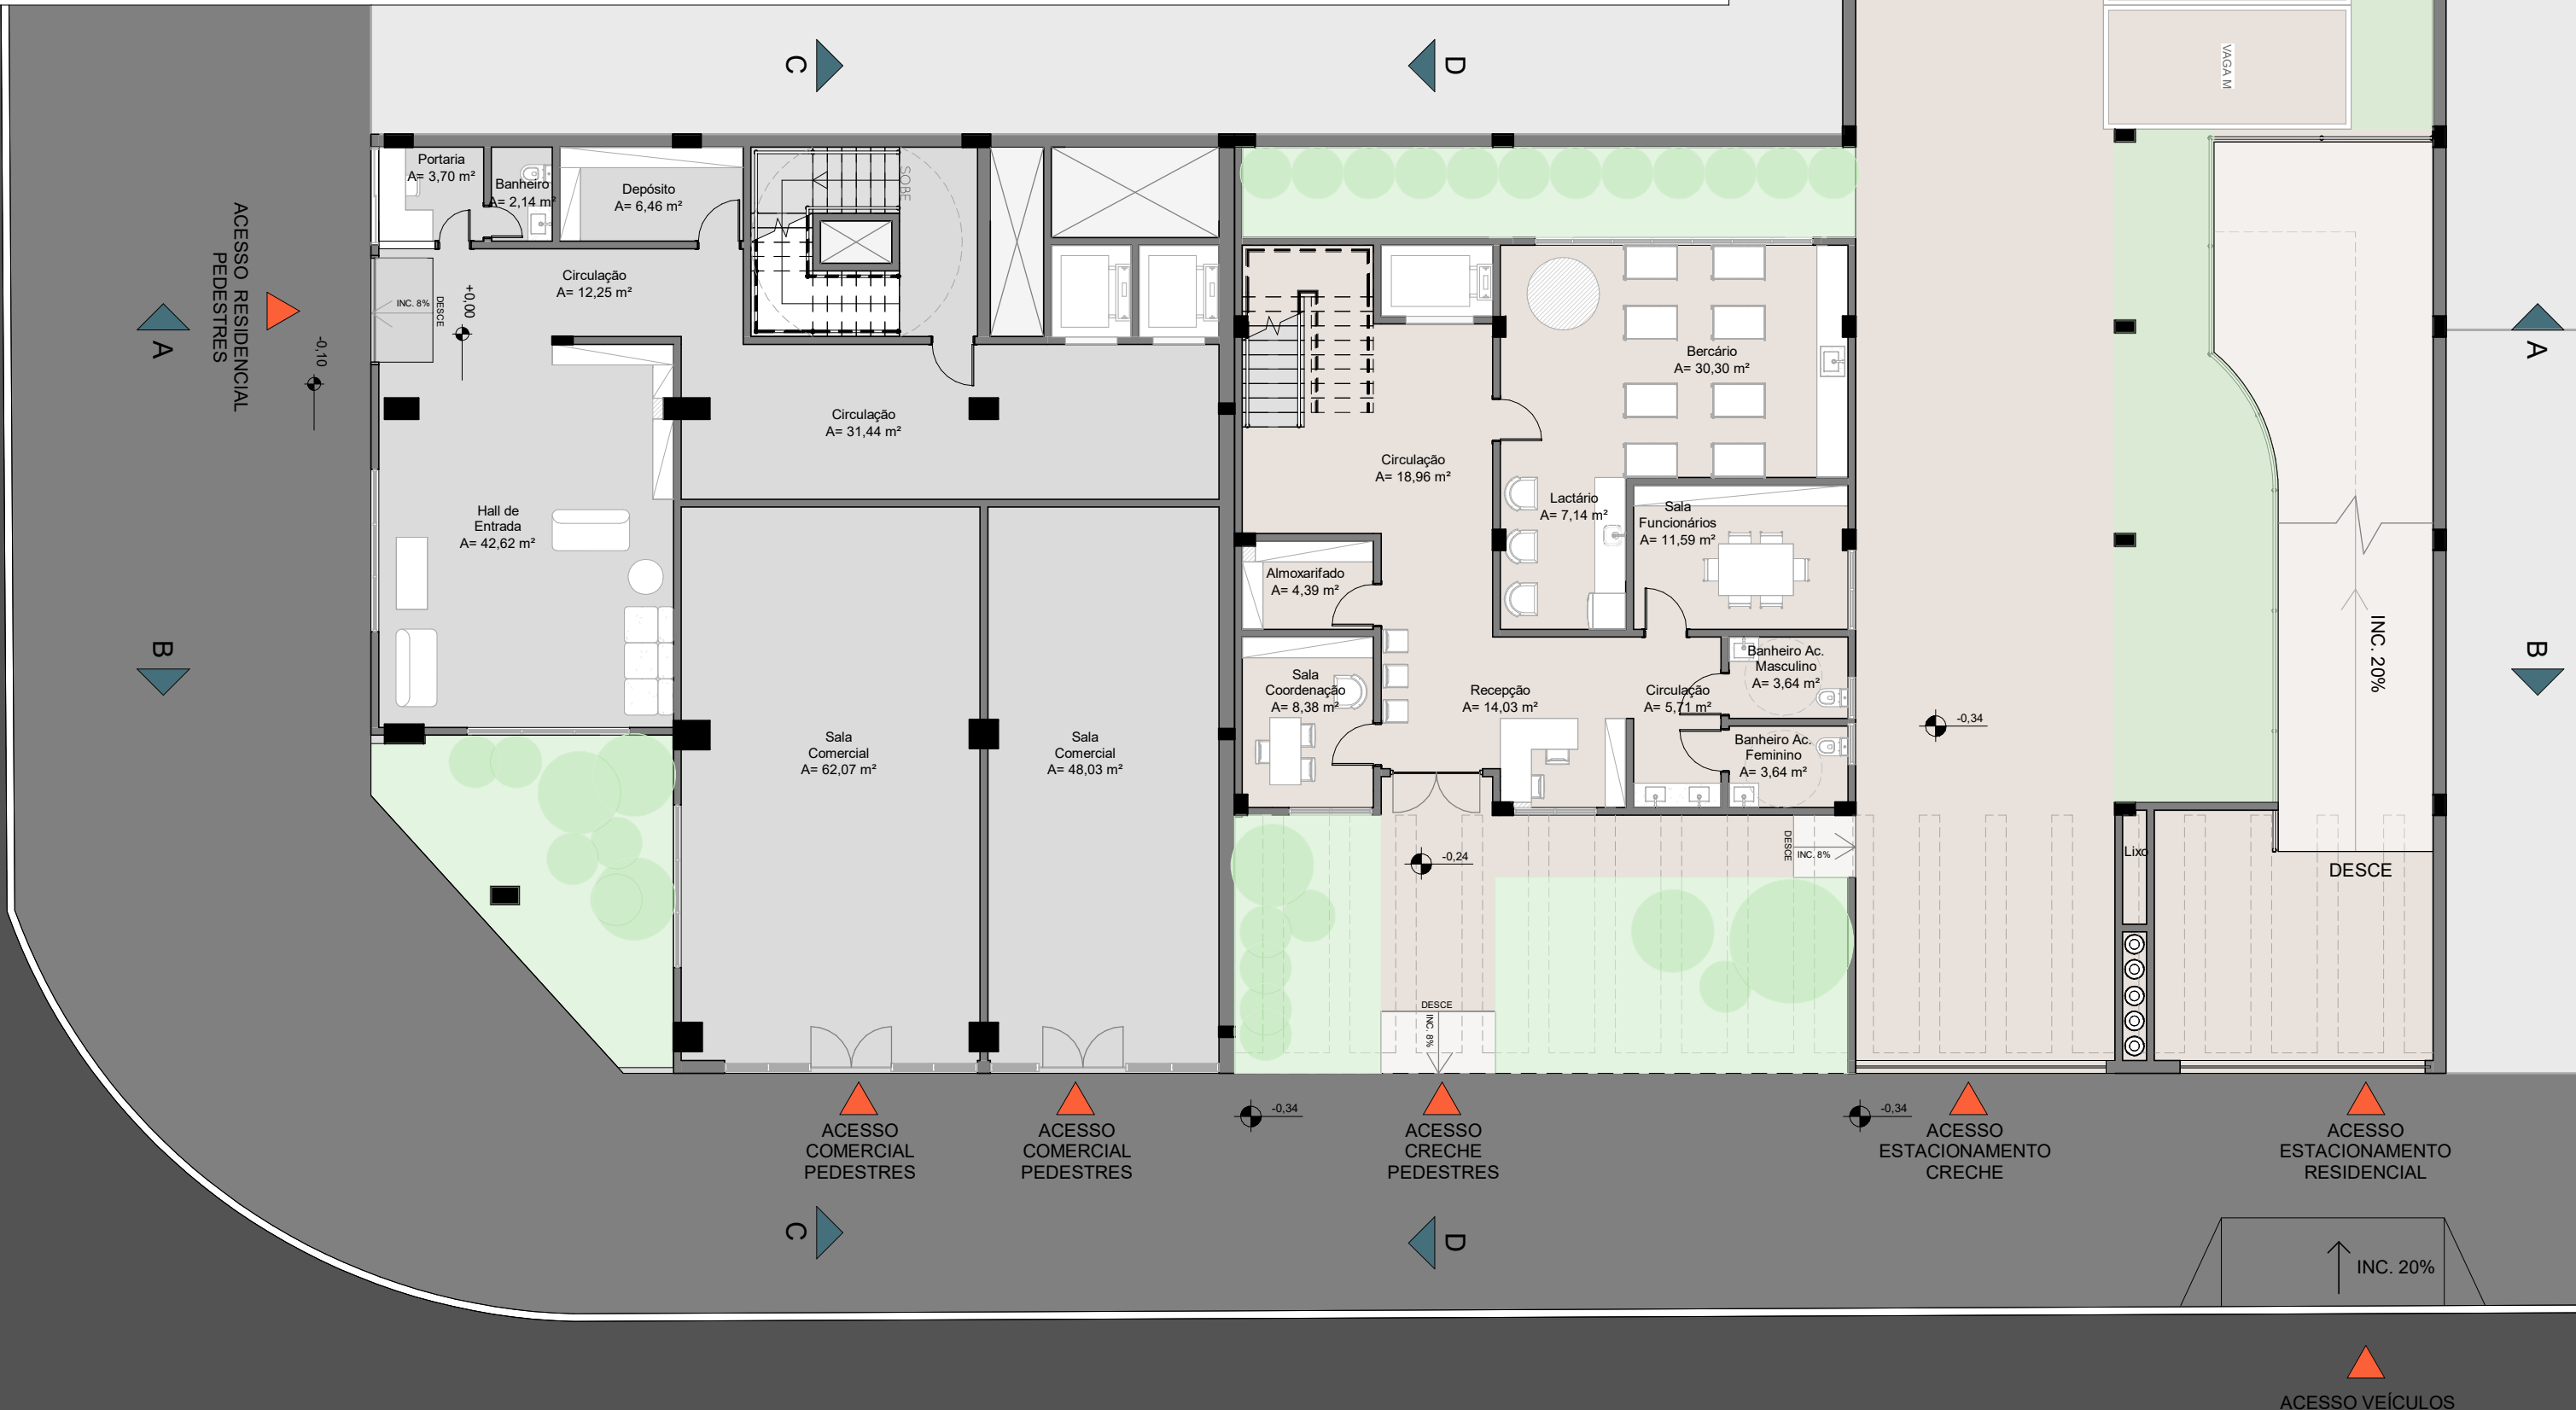 C
D
VAGA M
Portaria
A= 3,70 m²
Banheiro
A= 2,14 m²
Depósito
A= 6,46 m²
SOBE
ACESSO RESIDENCIAL
PEDESTRES
Circulação
A= 12,25 m²
INC. 8%
DESCE
+0,00
-0,10
A
A
Circulação
A= 31,44 m²
Bercário
A= 30,30 m²
Circulação
A= 18,96 m²
Hall de
Entrada
A= 42,62 m²
Lactário
A= 7,14 m²
Sala
Funcionários
A= 11,59 m²
Almoxarifado
A= 4,39 m²
B
B
INC. 20%
Sala
Coordenação
A= 8,38 m²
Recepção
A= 14,03 m²
Circulação
A= 5,71 m²
Banheiro Ac.
Masculino
A= 3,64 m²
Banheiro Ac.
Feminino
A= 3,64 m²
-0,34
Sala
Comercial
A= 62,07 m²
Sala
Comercial
A= 48,03 m²
-0,24
DESCE
INC. 8%
Lixo
DESCE
DESCE
INC. 8%
-0,34
-0,34
ACESSO
COMERCIAL
PEDESTRES
ACESSO
COMERCIAL
PEDESTRES
ACESSO
CRECHE
PEDESTRES
ACESSO
ESTACIONAMENTO
CRECHE
ACESSO
ESTACIONAMENTO
RESIDENCIAL
C
D
INC. 20%
ACESSO VEÍCULOS